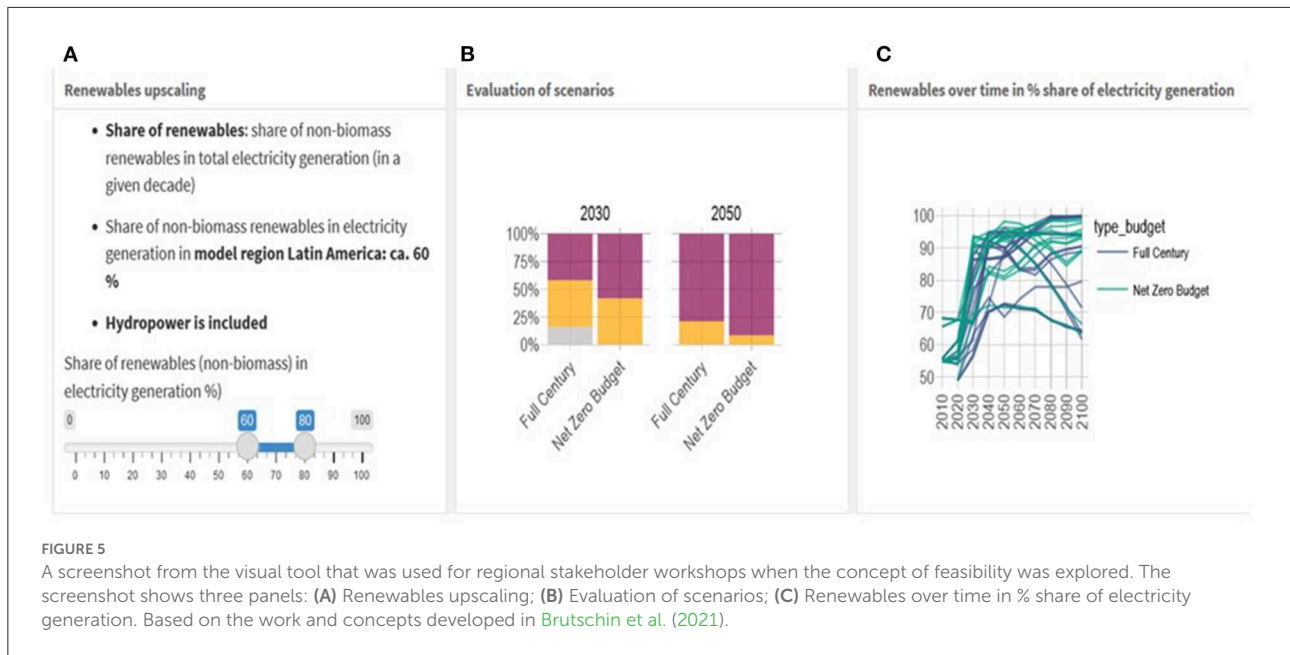 A
Renewables upscaling
• Share of renewables: share of non-biomass
renewables in total electricity generation (in a
given decade)
• Share of non-biomass renewables in electricity
generation in model region Latin America: ca. 60
%
• Hydropower is included
Share of renewables (non-biomass) in
electricity generation %)
0 60 80 100
0 10 20 30 40 50 60 70 80 90 100
B
Evaluation of scenarios
2030 2050
100%
75%
50%
25%
0%
Full Century
Net Zero Budget
Full Century
Net Zero Budget
C
Renewables over time in % share of electricity generation
100
90
80
70
60
50
2010
2020
2030
2040
2050
2060
2070
2080
2090
2100
type_budget
Full Century
Net Zero Budget
FIGURE 5
A screenshot from the visual tool that was used for regional stakeholder workshops when the concept of feasibility was explored. The
screenshot shows three panels: (A) Renewables upscaling; (B) Evaluation of scenarios; (C) Renewables over time in % share of electricity
generation. Based on the work and concepts developed in Brutschin et al. (2021).